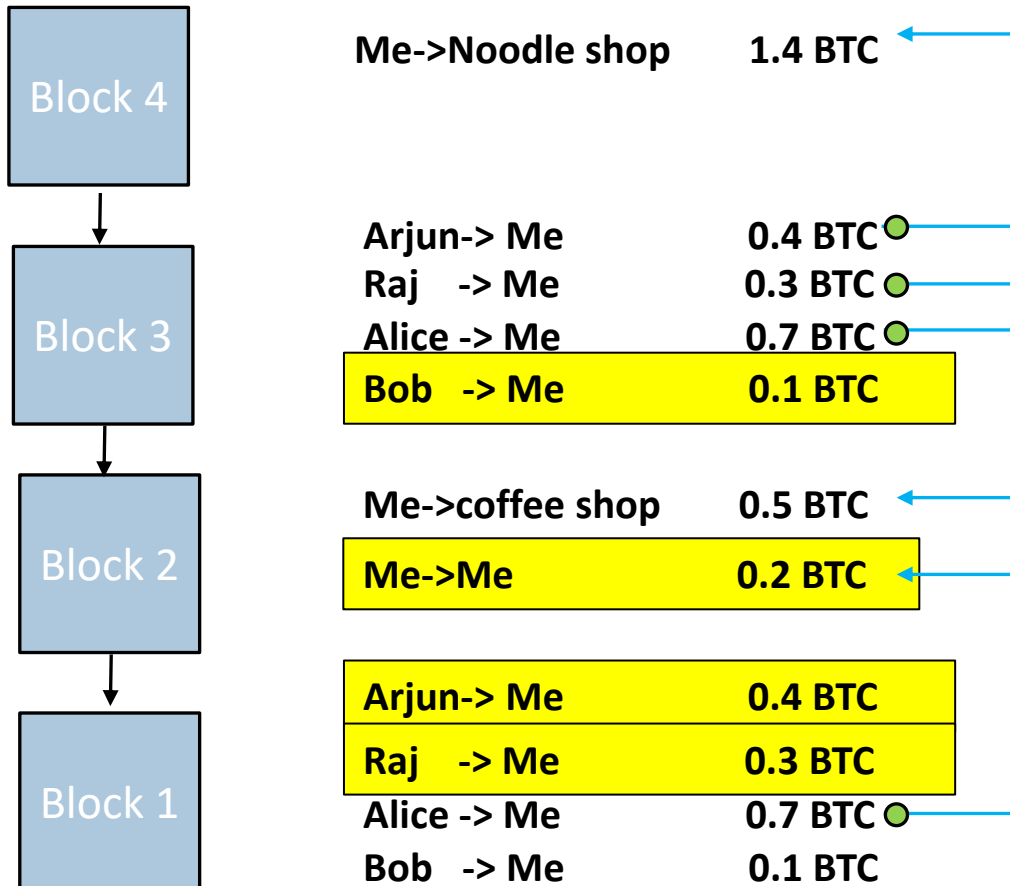 Block 4
Me->Noodle shop 1.4 BTC
Arjun-> Me 0.4 BTC
Raj -> Me 0.3 BTC
Block 3
Alice -> Me 0.7 BTC
Bob -> Me 0.1 BTC
Me->coffee shop 0.5 BTC
Block 2
Me->Me 0.2 BTC
Arjun-> Me 0.4 BTC
Raj -> Me 0.3 BTC
Block 1
Alice -> Me 0.7 BTC
Bob -> Me 0.1 BTC